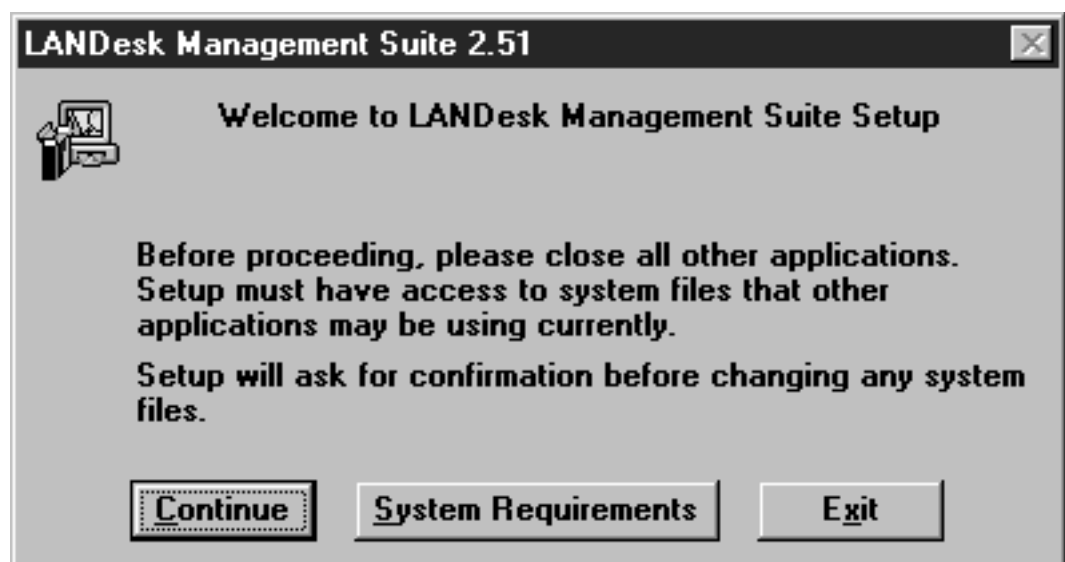 LANDesk Management Suite 2.51
Welcome to LANDesk Management Suite Setup
Before proceeding, please close all other applications.
Setup must have access to system files that other
applications may be using currently.
Setup will ask for confirmation before changing any system
files.
Continue
System Requirements
Exit